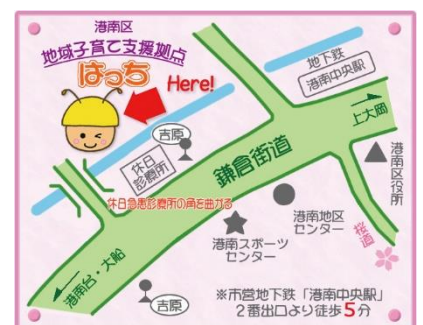 港南区
地域子育て支援拠点
はっち
Here!
地下鉄
港南中央駅
上大岡
吉原
休日
診療所
鎌倉街道
港南区役所
休日急患診療所の角を曲がる
港南地区
センター
桜道
港南スポーツ
センター
港南台・大船
吉原
※市営地下鉄「港南中央駅」
2番出口より徒歩5分